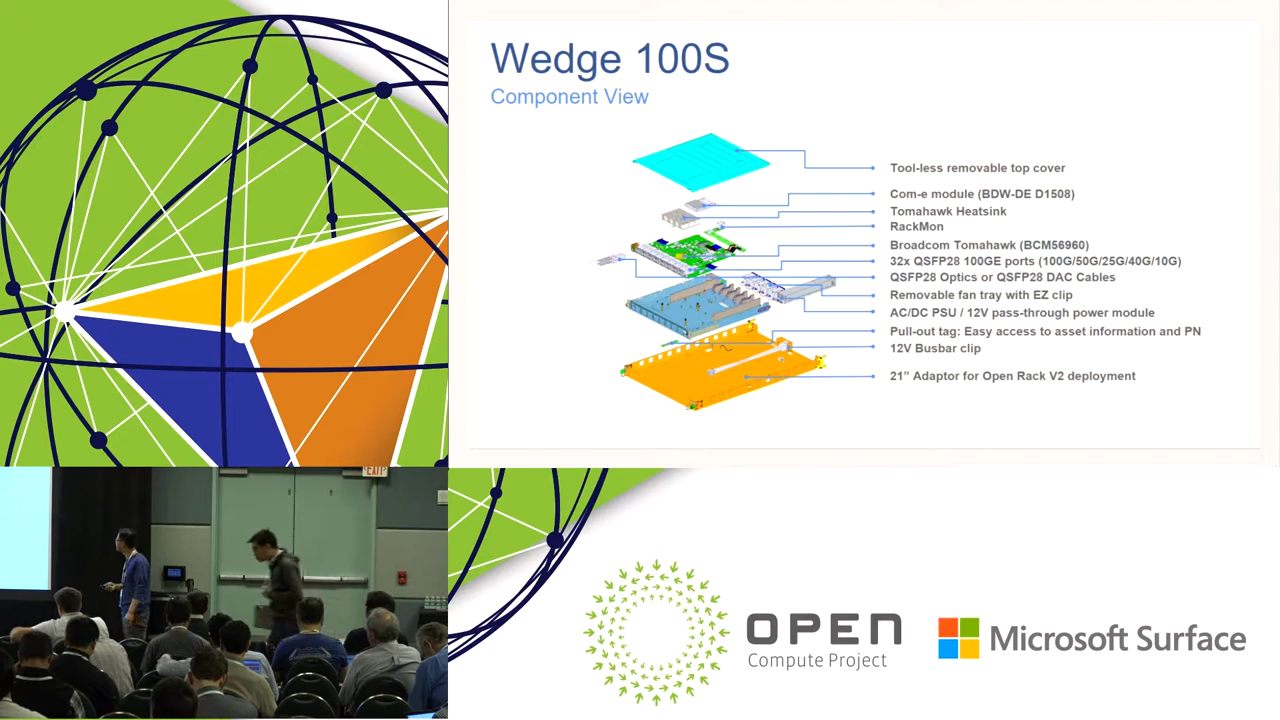 Wedge 100S
Component View
Tool-less removable top cover
Com-e module (BDW-DE D1508)
Tomahawk Heatsink
RackMon
Broadcom Tomahawk (BCM56960)
32x QSFP28 100GE ports (100G/50G/25G/40G/10G)
QSFP28 Optics or QSFP28 DAC Cables
Removable fan tray with EZ clip
AC/DC PSU / 12V pass-through power module
Pull-out tag: Easy access to asset information and PN
12V Busbar clip
21” Adaptor for Open Rack V2 deployment
EXIT
OPEN
Compute Project
Microsoft Surface